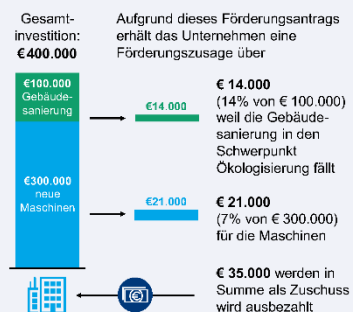 Gesamt-
investition:
€ 400.000
Aufgrund dieses Förderungsantrags
erhält das Unternehmen eine
Förderungszusage über
€100.000
Gebäude-
sanierung
€14.000
€ 14.000
(14% von € 100.000)
weil die Gebäude-
sanierung in den
Schwerpunkt
Ökologisierung fällt
€300.000
neue
Maschinen
€21.000
€ 21.000
(7% von € 300.000)
für die Maschinen
€ 35.000 werden in
Summe als Zuschuss
wird ausbezahlt